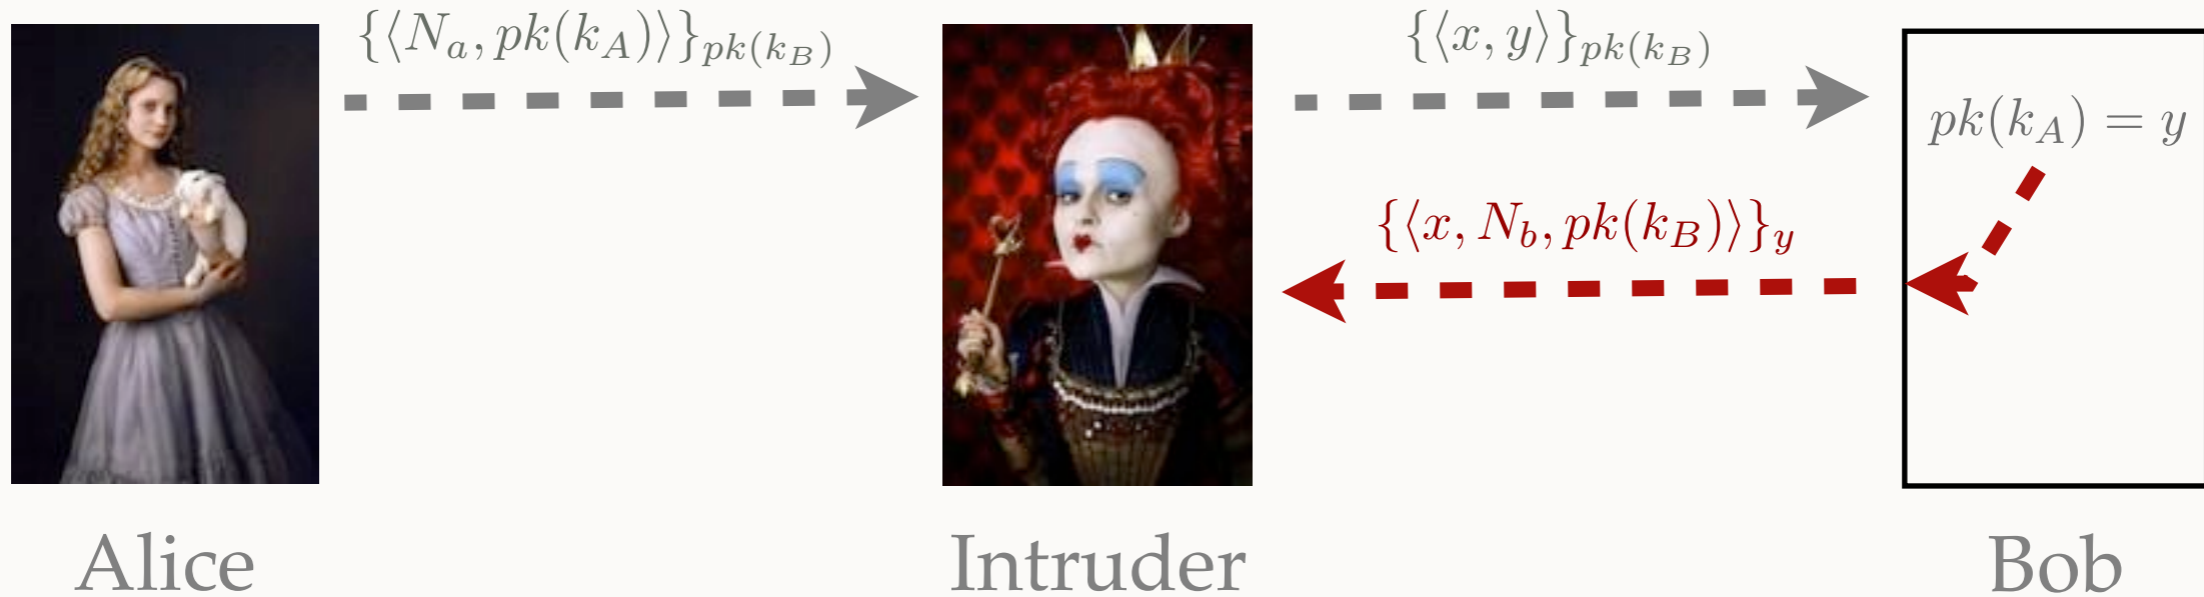 {⟨N_a, pk(k_A)⟩}_{pk(k_B)}
{⟨x, y⟩}_{pk(k_B)}
pk(k_A) = y
{⟨x, N_b, pk(k_B)⟩}_y
Alice
Intruder
Bob